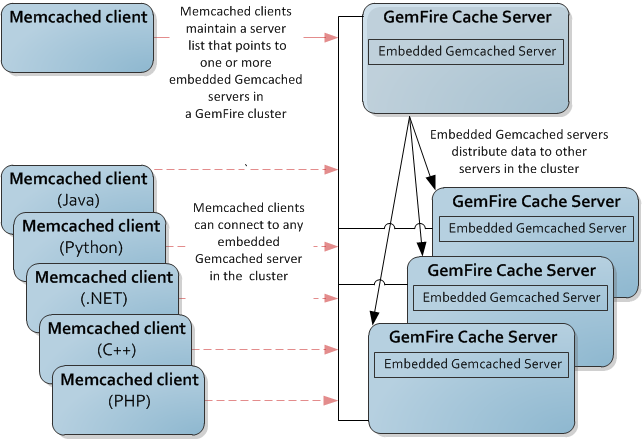 Memcached client
Memcached clients
maintain a server
list that points to
one or more
embedded Gemcached
servers in
a GemFire cluster
GemFire Cache Server
Embedded Gemcached Server
Embedded Gemcached servers
distribute data to other
servers in the cluster
Memcached client
(Java)
Memcached client
(Python)
Memcached client
(.NET)
Memcached client
(C++)
Memcached client
(PHP)
Memcached clients
can connect to any
embedded
Gemcached server
in the cluster
GemFire Cache Server
Embedded Gemcached Server
GemFire Cache Server
Embedded Gemcached Server
GemFire Cache Server
Embedded Gemcached Server